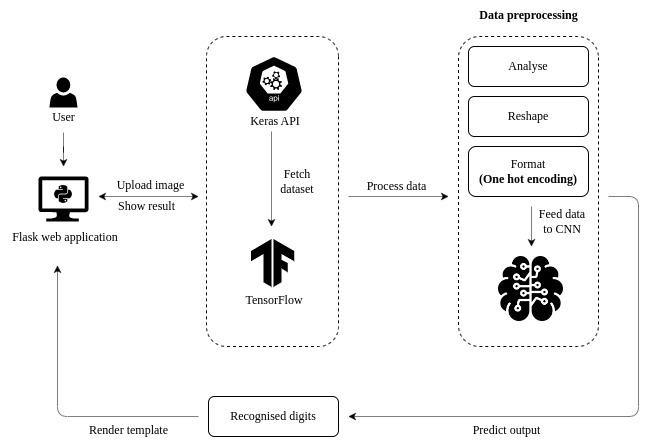 Data preprocessing
Analyse
Reshape
Format
(One hot encoding)
Feed data
to CNN
api
Keras API
Fetch
dataset
TensorFlow
Process data
User
Upload image
Show result
Flask web application
Recognised digits
Render template
Predict output